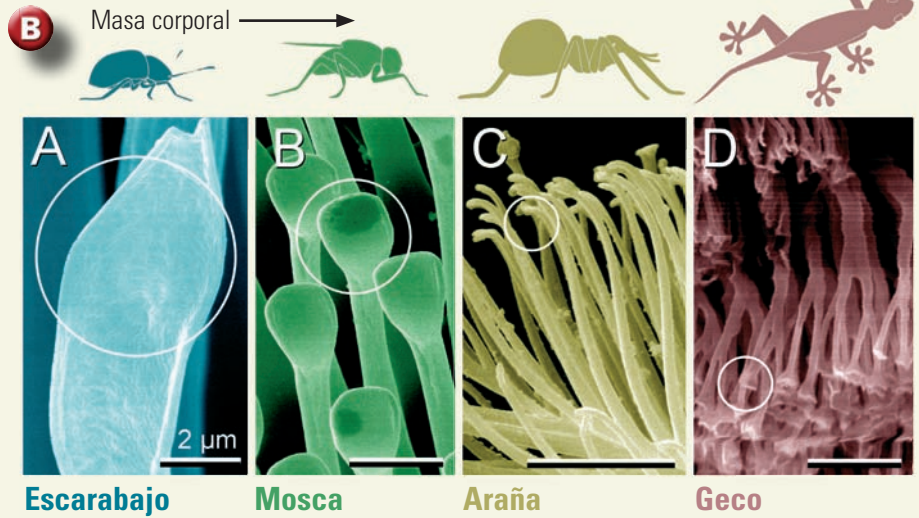 B
Masa corporal
A
B
C
D
2 µm
Escarabajo
Mosca
Araña
Geco